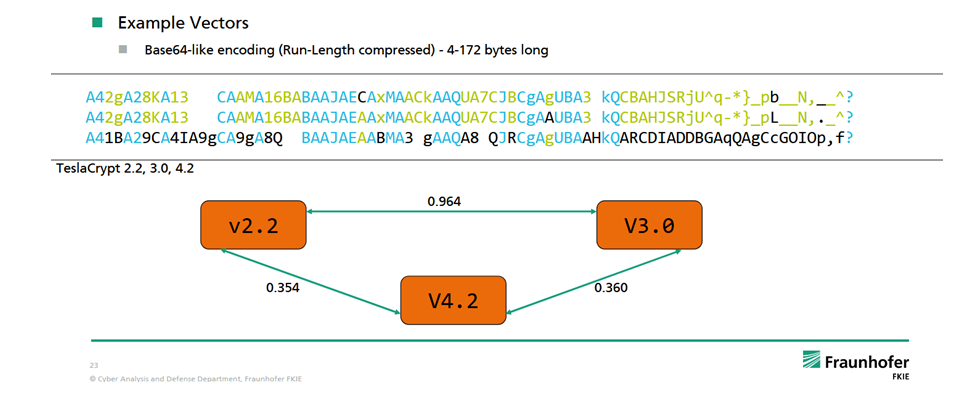 Example Vectors
Base64-like encoding (Run-Length compressed) - 4-172 bytes long
A42gA28KA13   CAAMA16BABAAJAECAxMAACkAAQUA7CJBCgAgUBA3 kQCBAHJSRjU^q-*}_pb__N,__^?
A42gA28KA13   CAAMA16BABAAJAEAAxMAACkAAQUA7CJBCgAAUBA3 kQCBAHJSRjU^q-*}_pL__N,._^?
A41BA29CA4IA9gCA9gA8Q  BAAJAEAABMA3 gAAQA8 QJRCgAgUBAAHkQARCDIADDBGAqQAgCcGOIOp,f?
TeslaCrypt 2.2, 3.0, 4.2
0.964
v2.2
V3.0
0.354
0.360
V4.2
23
© Cyber Analysis and Defense Department, Fraunhofer FKIE
Fraunhofer
FKIE